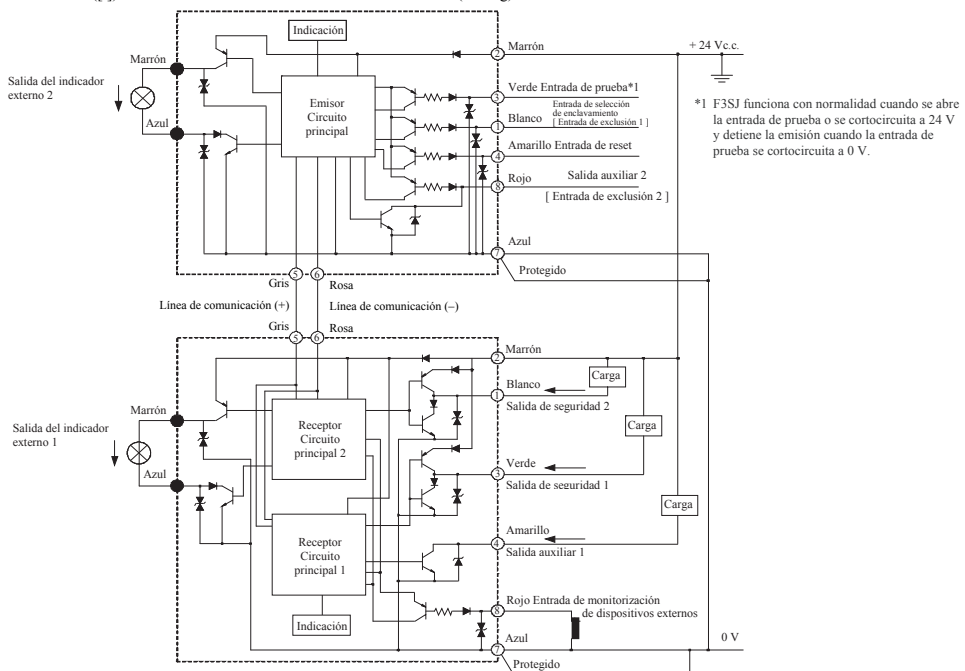 Indicación
Marrón
2
Marrón
+ 24 Vc.c.
Salida del indicador
externo 2
Azul
Emisor
Circuito
principal
3
Verde Entrada de prueba*1
Entrada de selección
de enclavamiento
1
Blanco
[ Entrada de exclusión 1 ]
4
Amarillo Entrada de reset
8
Rojo
Salida auxiliar 2
[ Entrada de exclusión 2 ]
*1 F3SJ funciona con normalidad cuando se abre
la entrada de prueba o se cortocircuita a 24 V
y detiene la emisión cuando la entrada de
prueba se cortocircuita a 0 V.
7
Azul
Protegido
Gris
5
6
Rosa
Línea de comunicación (+)
Línea de comunicación (–)
Gris
5
6
Rosa
2
Marrón
Carga
1
Blanco
Salida de seguridad 2
Marrón
Salida del indicador
externo 1
Azul
Receptor
Circuito
principal 2
Carga
3
Verde
Salida de seguridad 1
Receptor
Circuito
principal 1
Carga
4
Amarillo
Salida auxiliar 1
Indicación
8
Rojo Entrada de monitorización
de dispositivos externos
7
Azul
0 V
Protegido